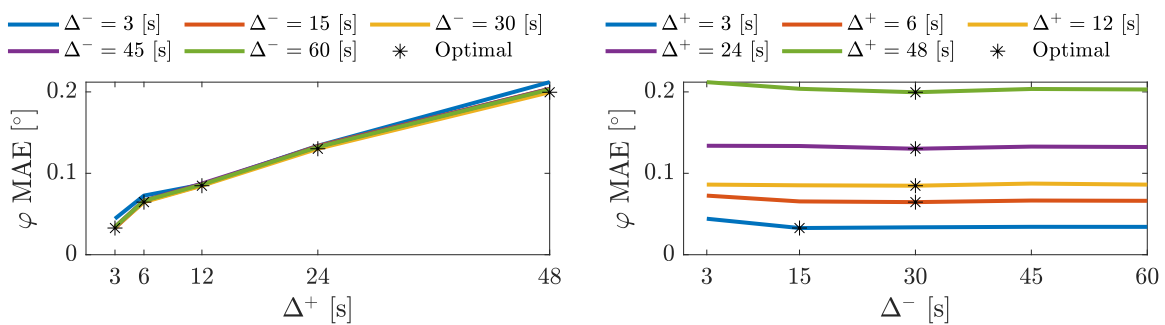 Δ⁻ = 3 [s] Δ⁻ = 15 [s] Δ⁻ = 30 [s]
Δ⁻ = 45 [s] Δ⁻ = 60 [s] Optimal
0.2
0.1
0
φ MAE [°]
3 6 12 24 48
Δ⁺ [s]
Δ⁺ = 3 [s] Δ⁺ = 6 [s] Δ⁺ = 12 [s]
Δ⁺ = 24 [s] Δ⁺ = 48 [s] Optimal
0.2
0.1
0
φ MAE [°]
3 15 30 45 60
Δ⁻ [s]